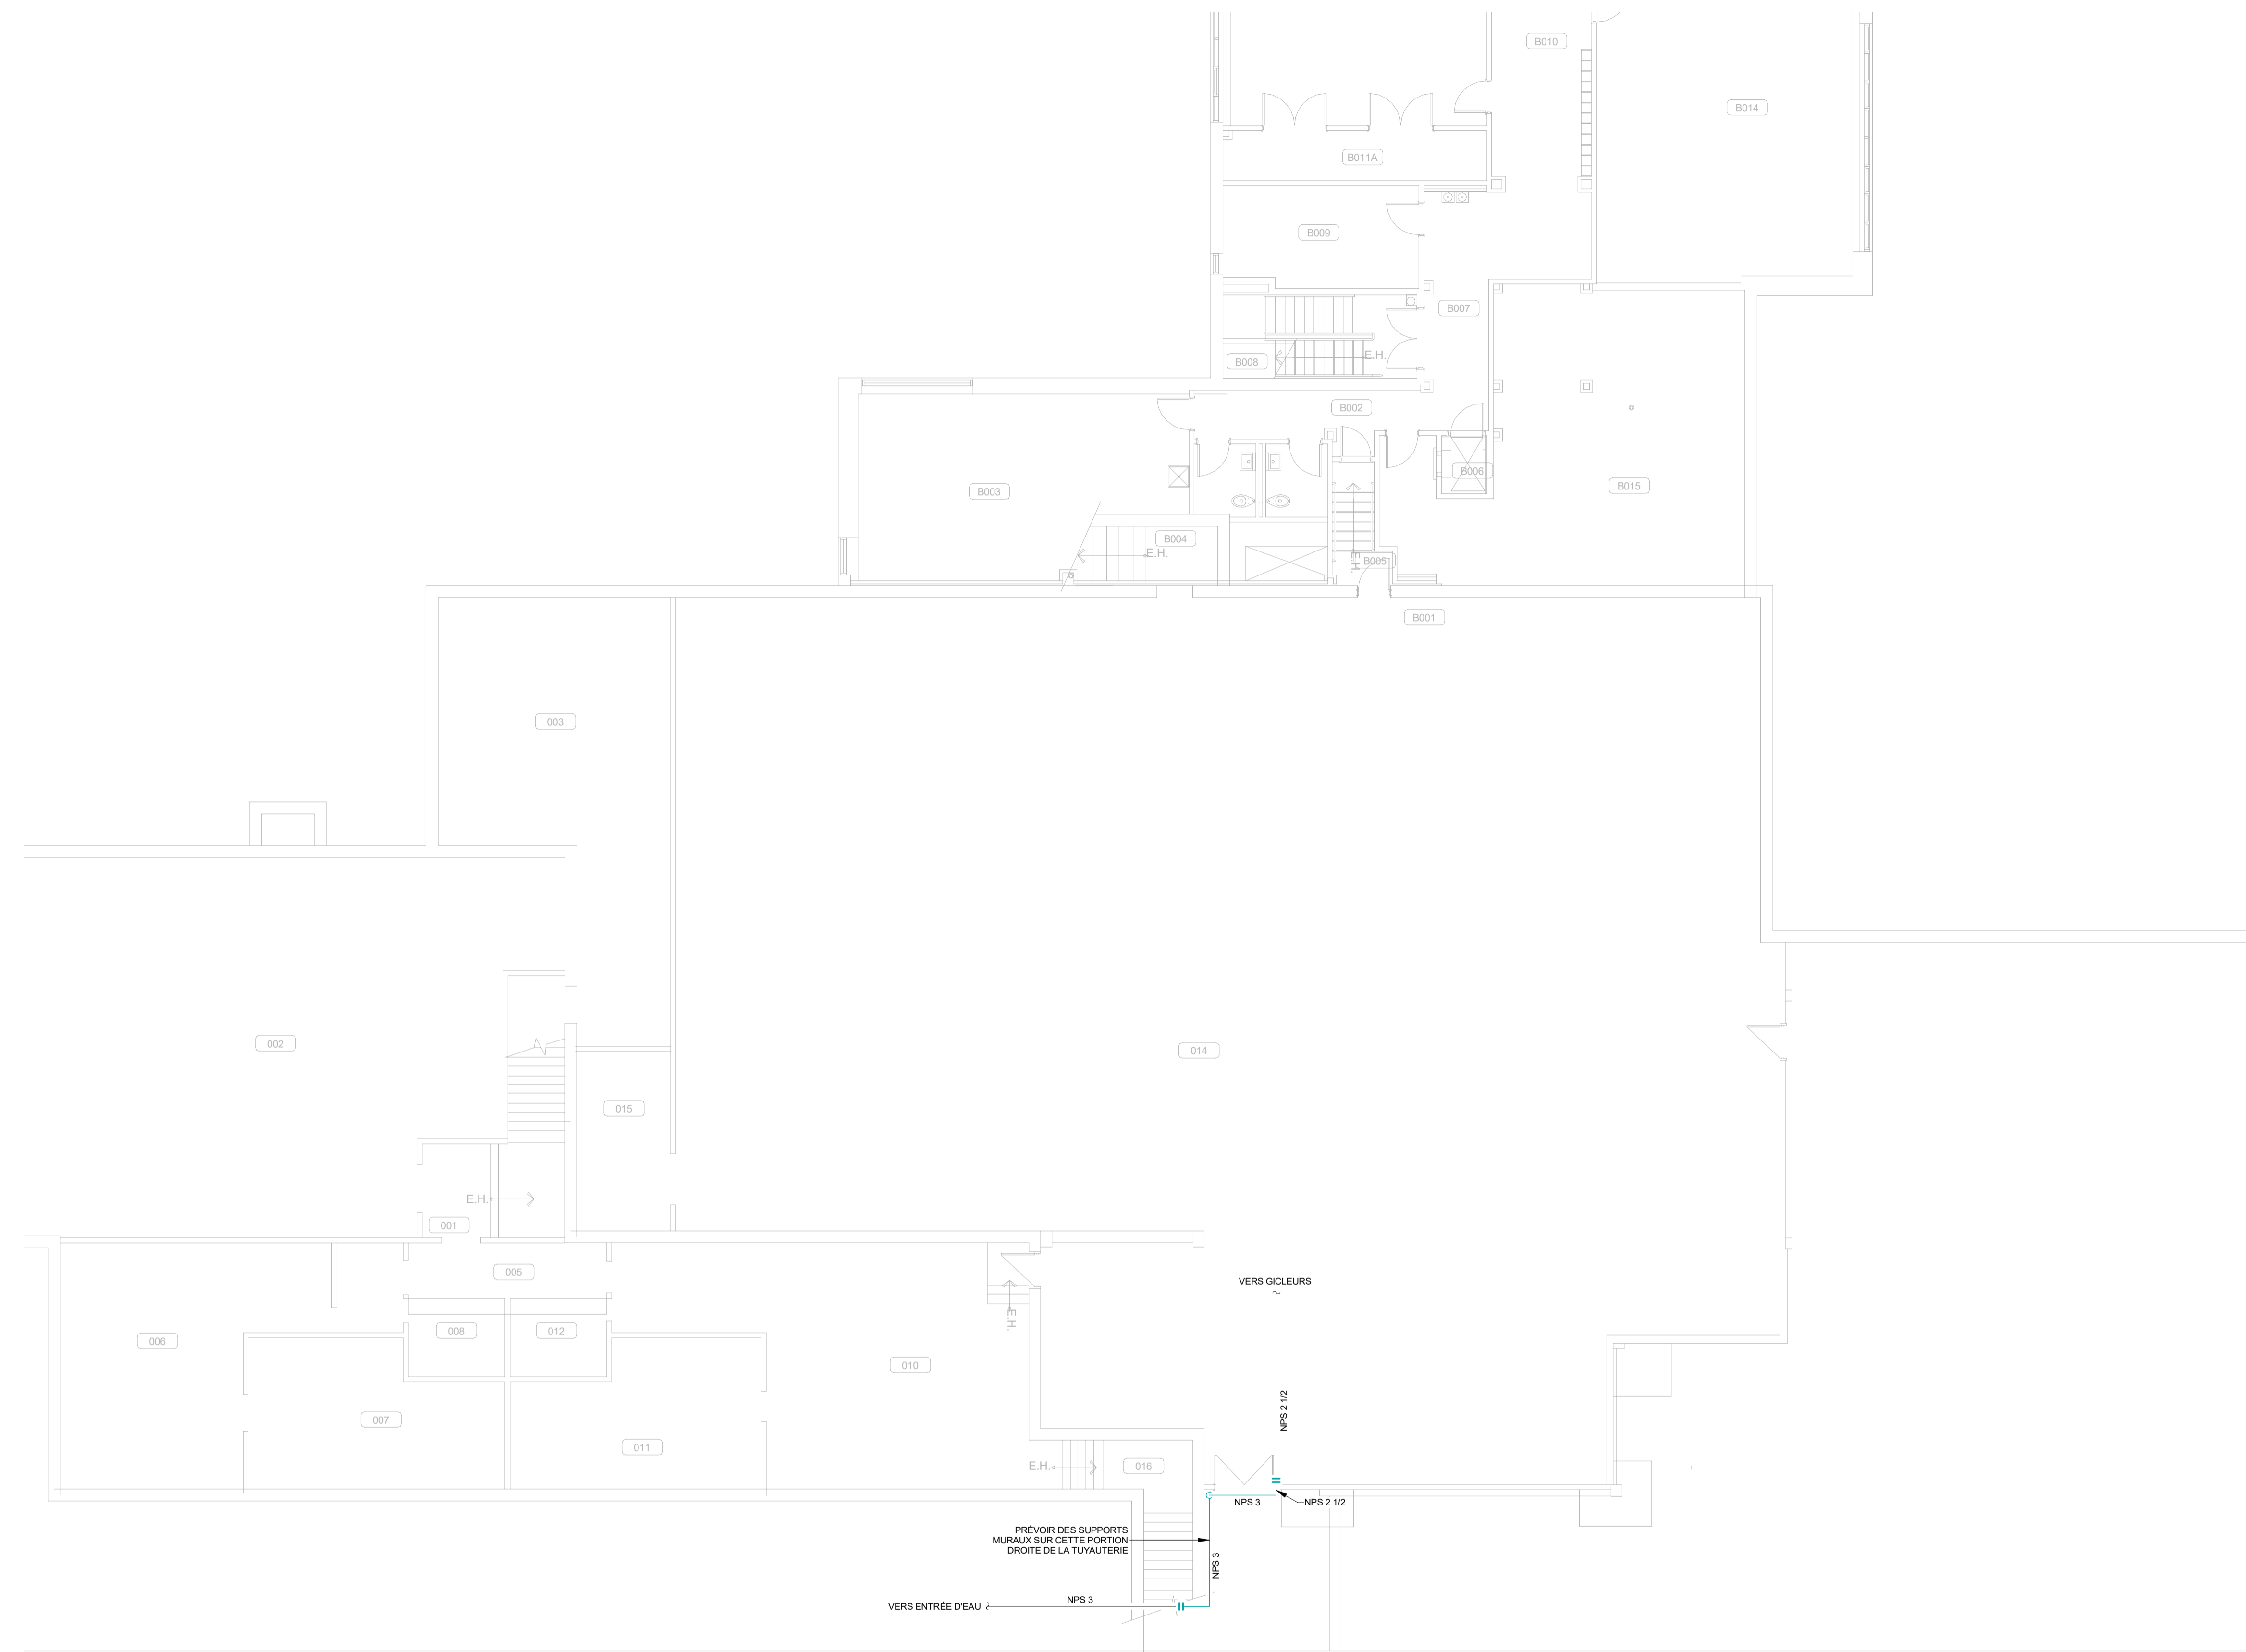 B010
B014
B011A
B009
B007
E.H.
B008
B002
B006
B003
B015
B004
E.H.
E.H.
B005
B001
003
002
014
015
E.H.
001
005
VERS GICLEURS
E.H.
008
012
006
010
NPS 2 1/2
007
011
E.H.
016
NPS 3
NPS 2 1/2
PRÉVOIR DES SUPPORTS
MURAUX SUR CETTE PORTION
DROITE DE LA TUYAUTERIE
NPS 3
NPS 3
VERS ENTRÉE D'EAU